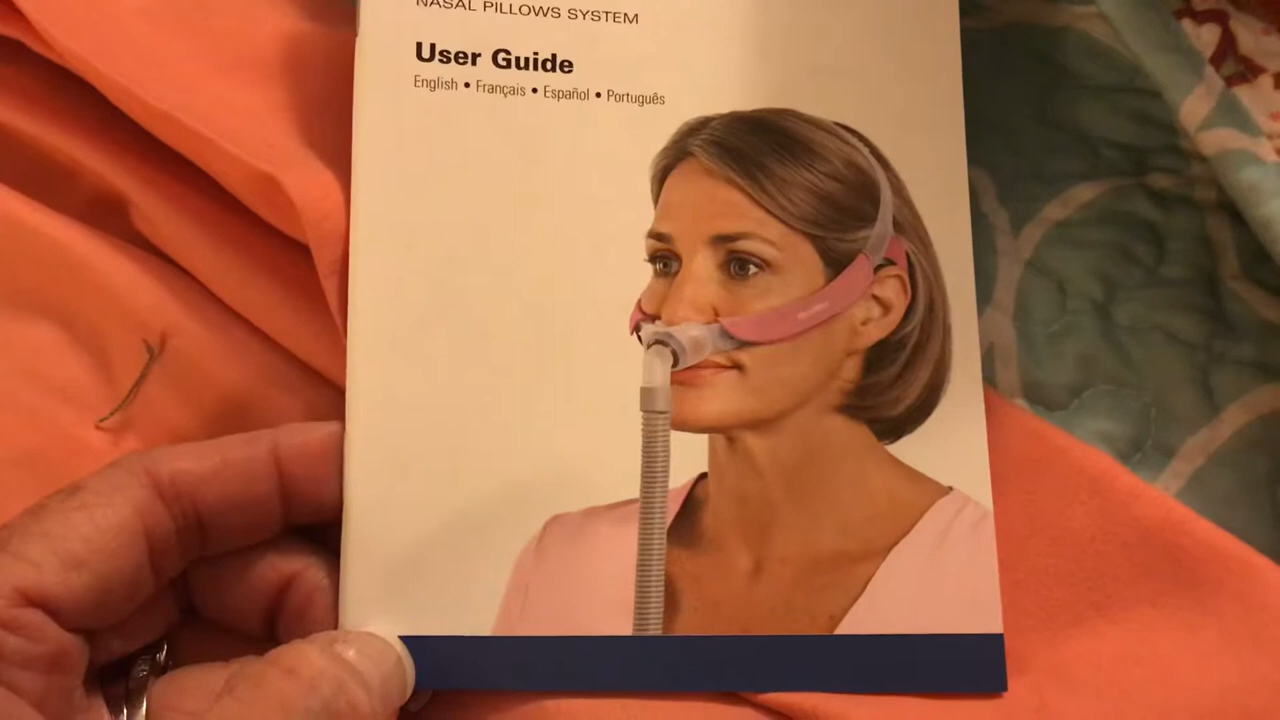 NASAL PILLOWS SYSTEM
User Guide
English • Français • Español • Português